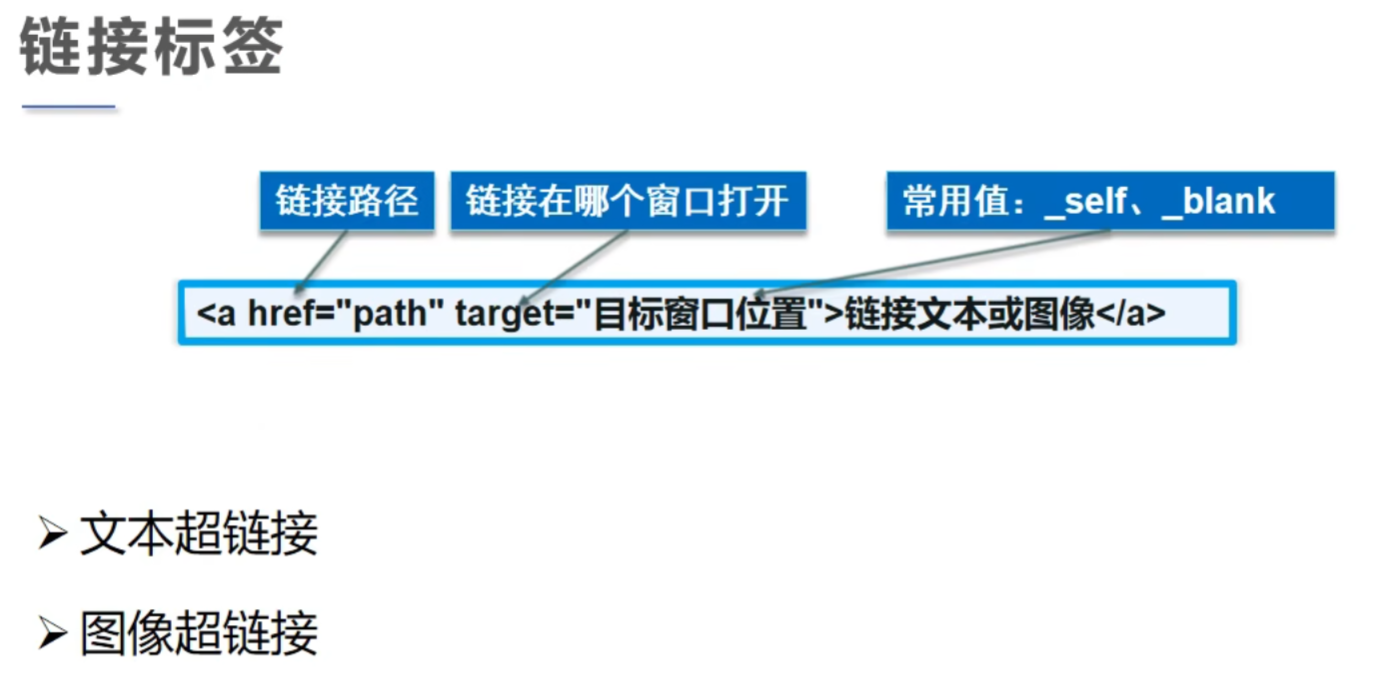 链接标签
链接路径
链接在哪个窗口打开
常用值：_self、_blank
<a href="path" target="目标窗口位置">链接文本或图像</a>
➢ 文本超链接
➢ 图像超链接